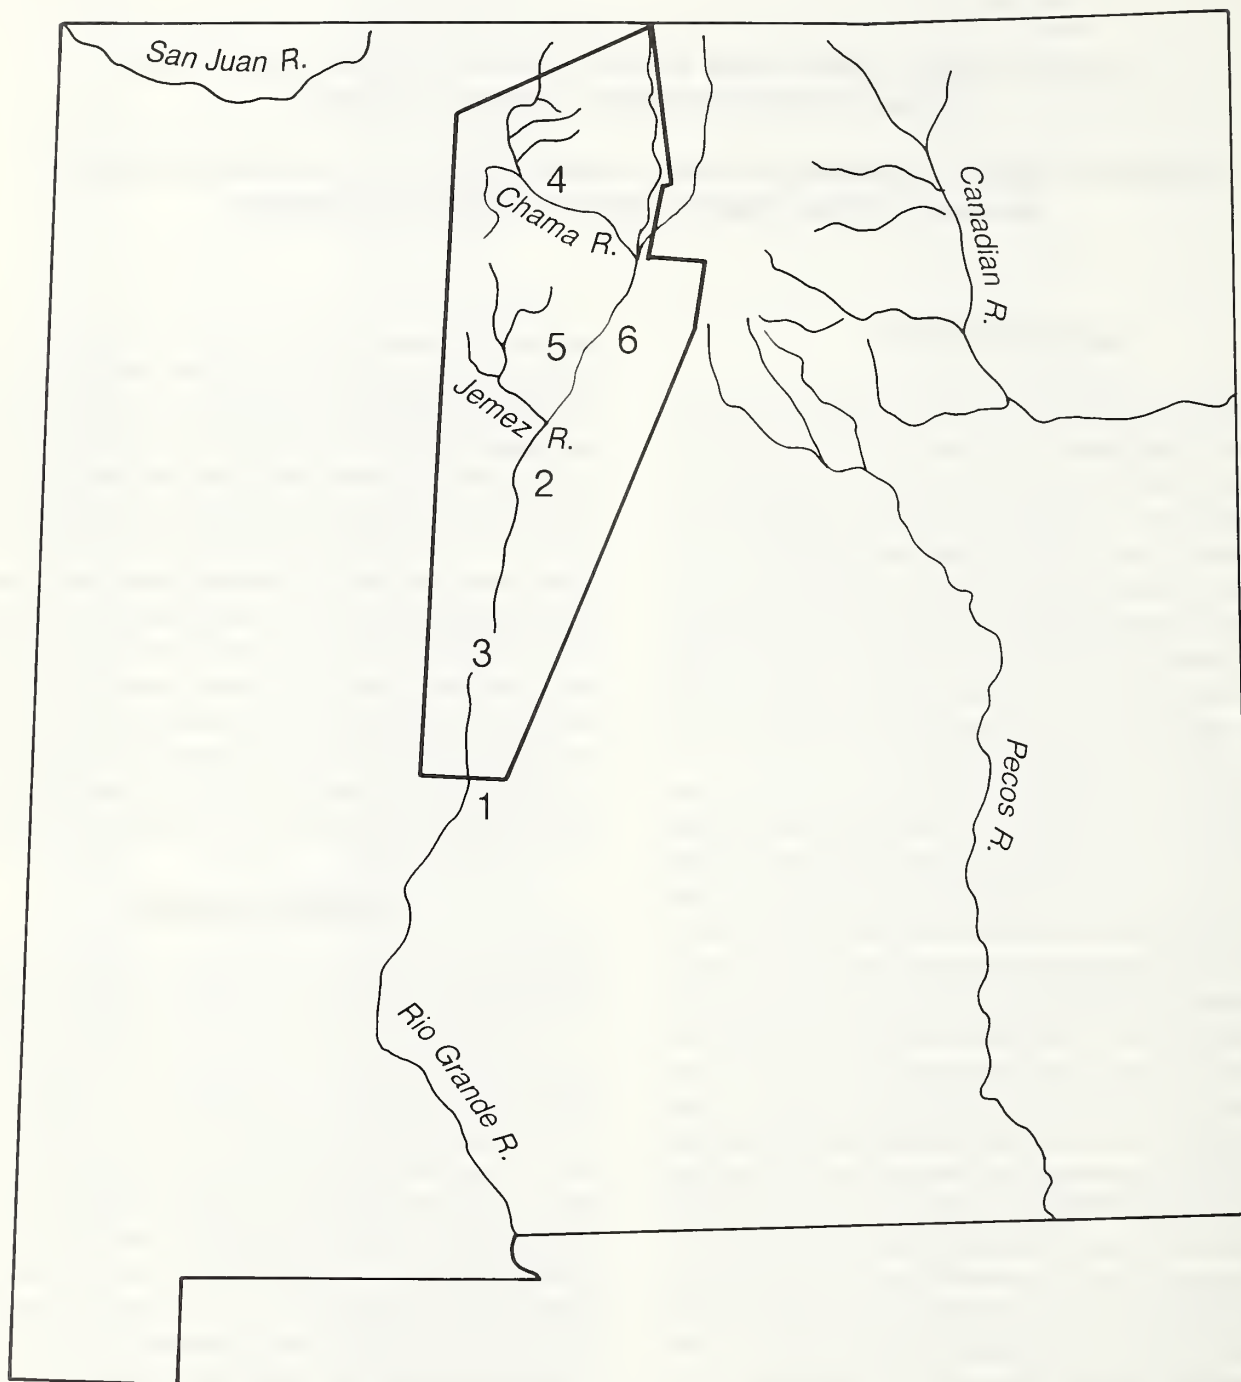 San Juan R.
4
Chama R.
Canadian R.
5
6
Jemez R.
2
3
Pecos R.
1
Rio Grande R.